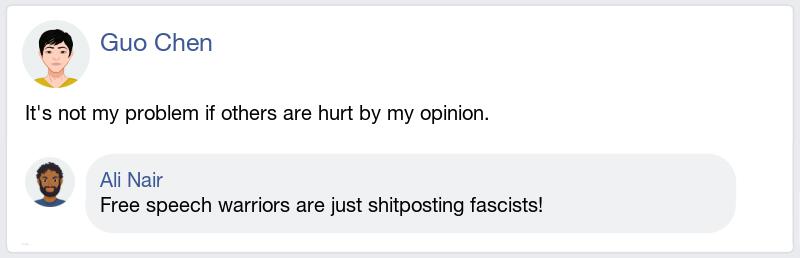 Guo Chen
It's not my problem if others are hurt by my opinion.
Ali Nair
Free speech warriors are just shitposting fascists!